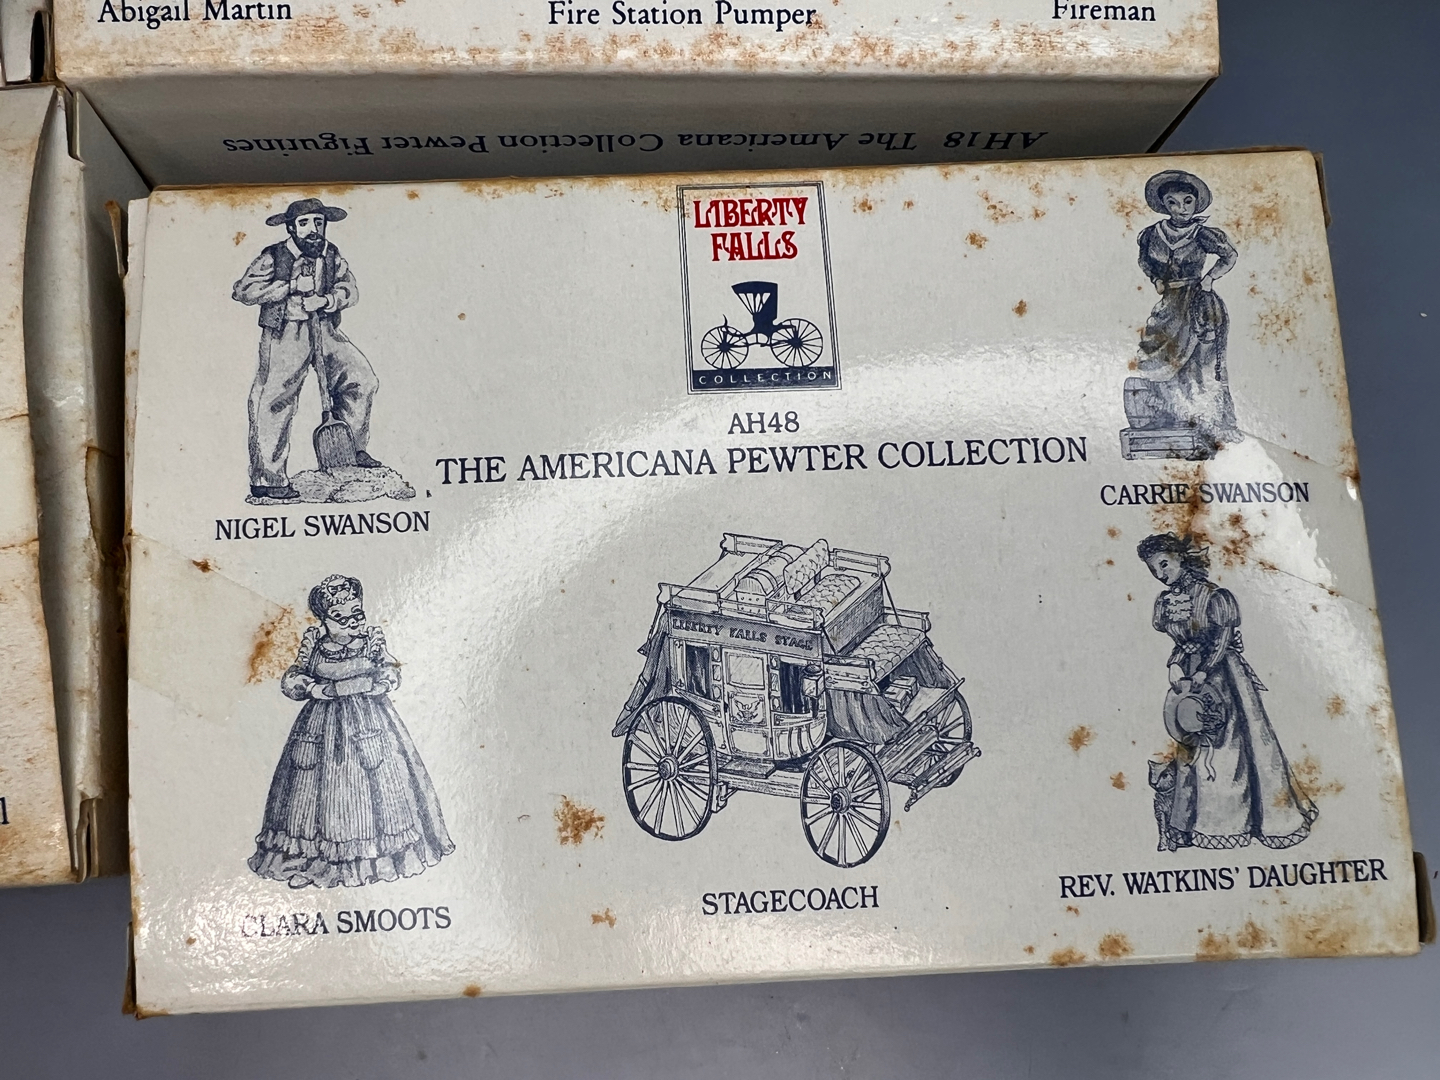 Abigail Martin
Fire Station Pumper
Fireman
AH18 The Americana Collection Pewter Figurines
LIBERTY
FALLS
COLLECTION
AH48
THE AMERICANA PEWTER COLLECTION
NIGEL SWANSON
CARRIE SWANSON
LIBERTY FALLS STAGE
CLARA SMOOTS
STAGECOACH
REV. WATKINS' DAUGHTER